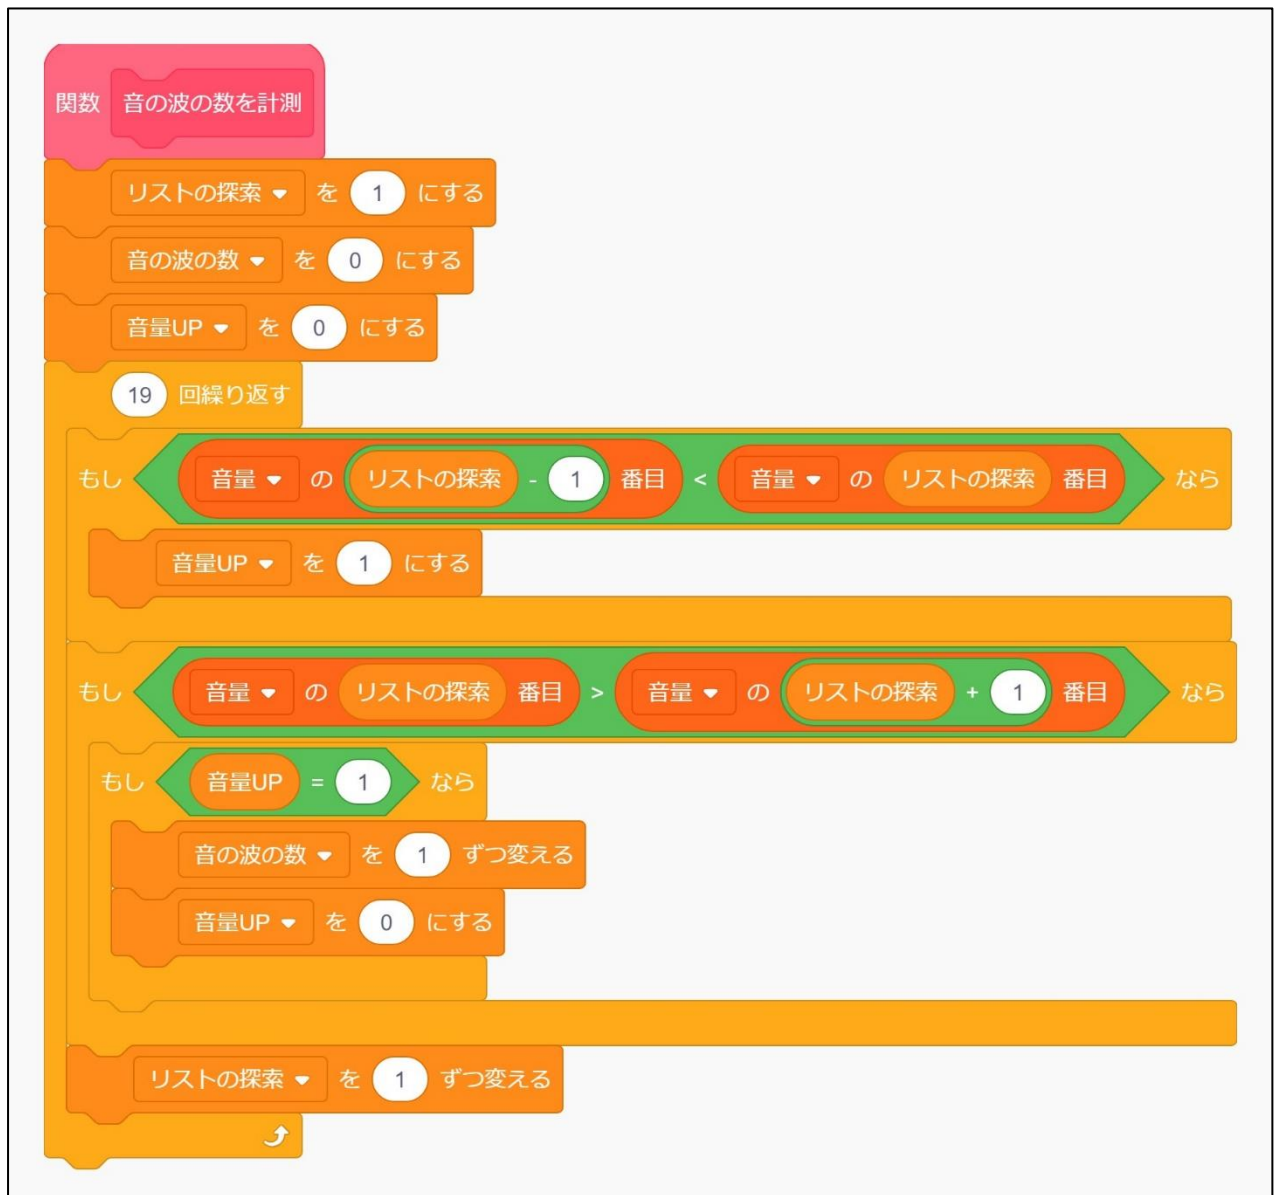 関数 音の波の数を計測
リストの探索 を 1 にする
音の波の数 を 0 にする
音量UP を 0 にする
19 回繰り返す
もし 音量 の リストの探索 - 1 番目 < 音量 の リストの探索 番目 なら
音量UP を 1 にする
もし 音量 の リストの探索 番目 > 音量 の リストの探索 + 1 番目 なら
もし 音量UP = 1 なら
音の波の数 を 1 ずつ変える
音量UP を 0 にする
リストの探索 を 1 ずつ変える